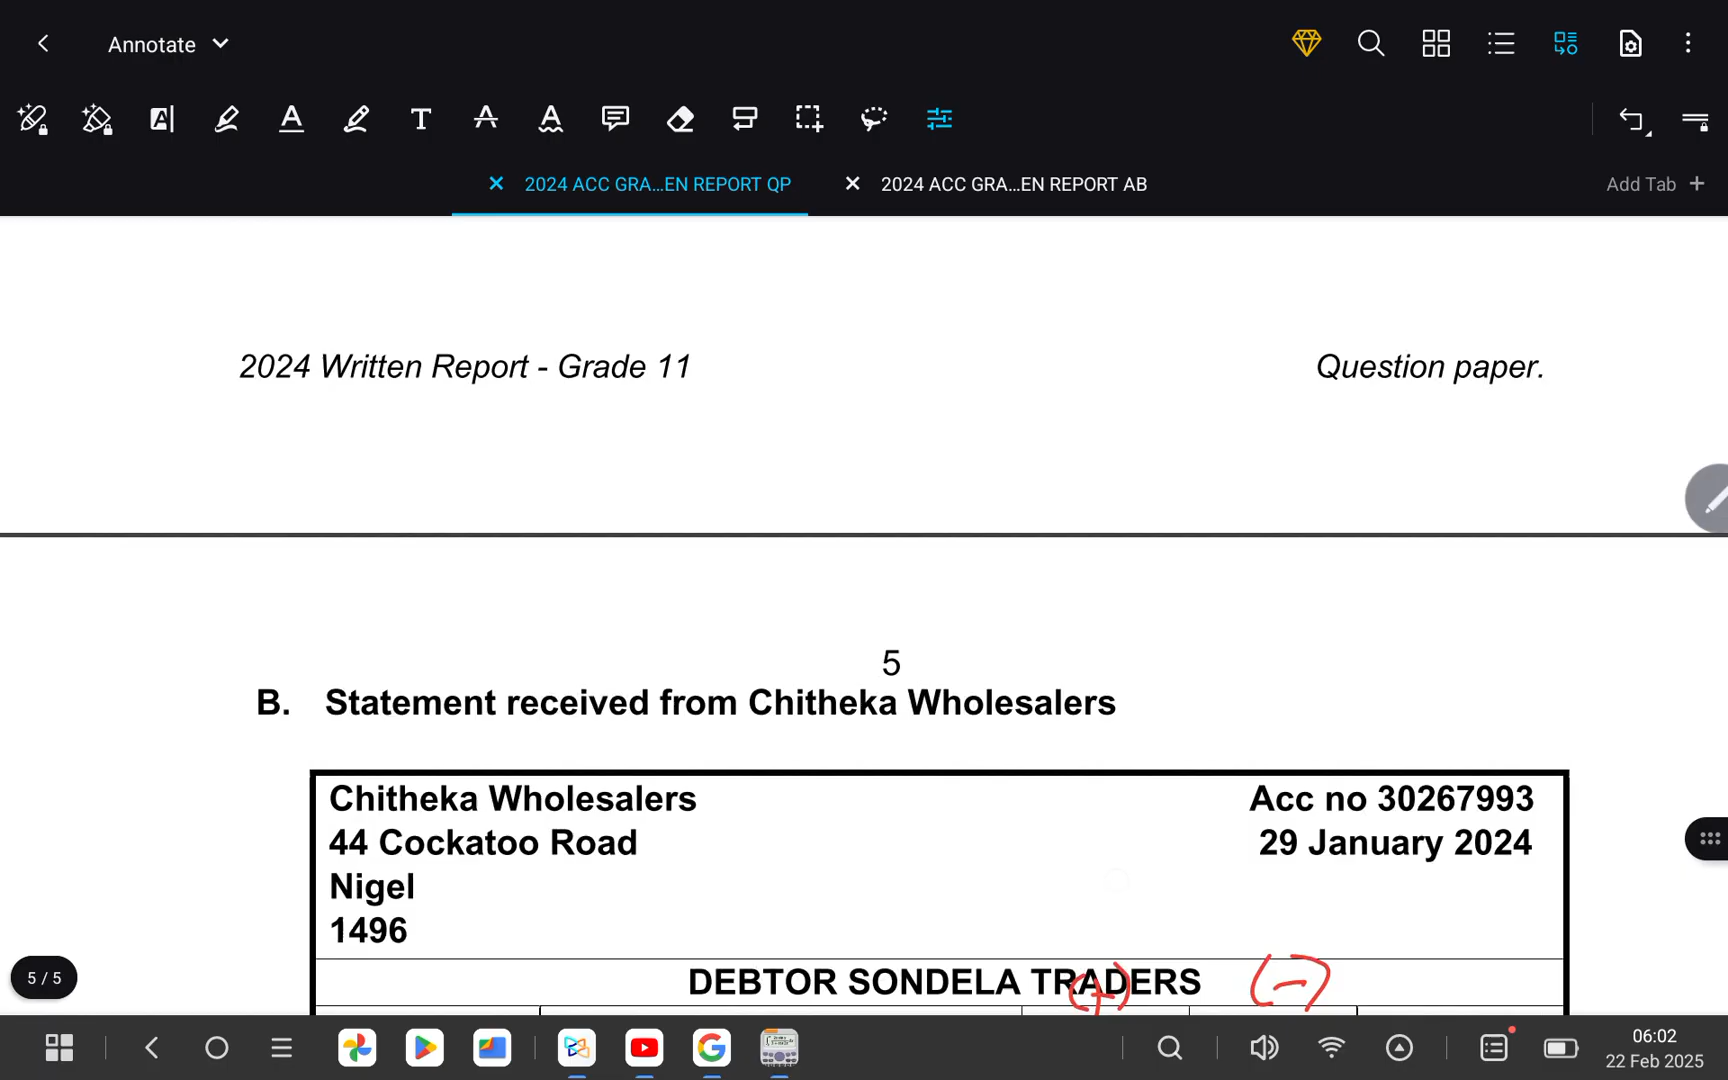 Annotate
T
2024 ACC GRA...EN REPORT QP
2024 ACC GRA...EN REPORT AB
Add Tab
2024 Written Report - Grade 11
Question paper.
5
B. Statement received from Chitheka Wholesalers
Chitheka Wholesalers
Acc no 30267993
44 Cockatoo Road
29 January 2024
Nigel
1496
DEBTOR SONDELA TRADERS
(+)
(-)
5 / 5
06:02
22 Feb 2025